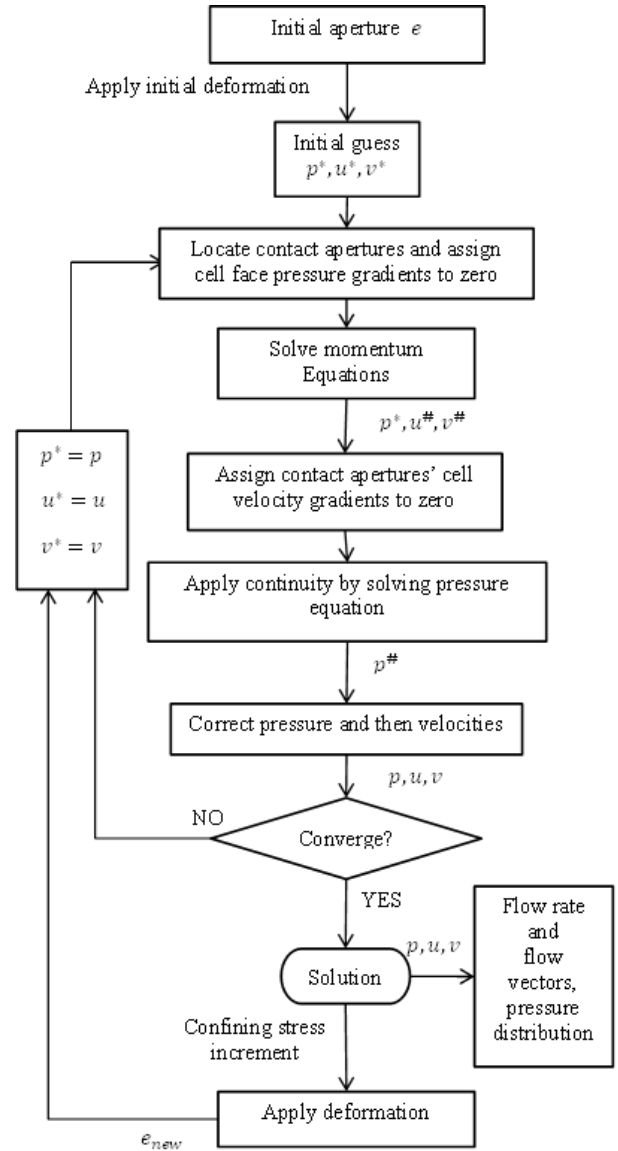 Initial aperture e
Apply initial deformation
Initial guess
p*, u*, v*
Locate contact apertures and assign
cell face pressure gradients to zero
Solve momentum
Equations
p*, u#, v#
p* = p
u* = u
v* = v
Assign contact apertures' cell
velocity gradients to zero
Apply continuity by solving pressure
equation
p#
Correct pressure and then velocities
p, u, v
NO
Converge?
YES
Solution
p, u, v
Flow rate
and
flow
vectors,
pressure
distribution
Confining stress
increment
Apply deformation
e_new